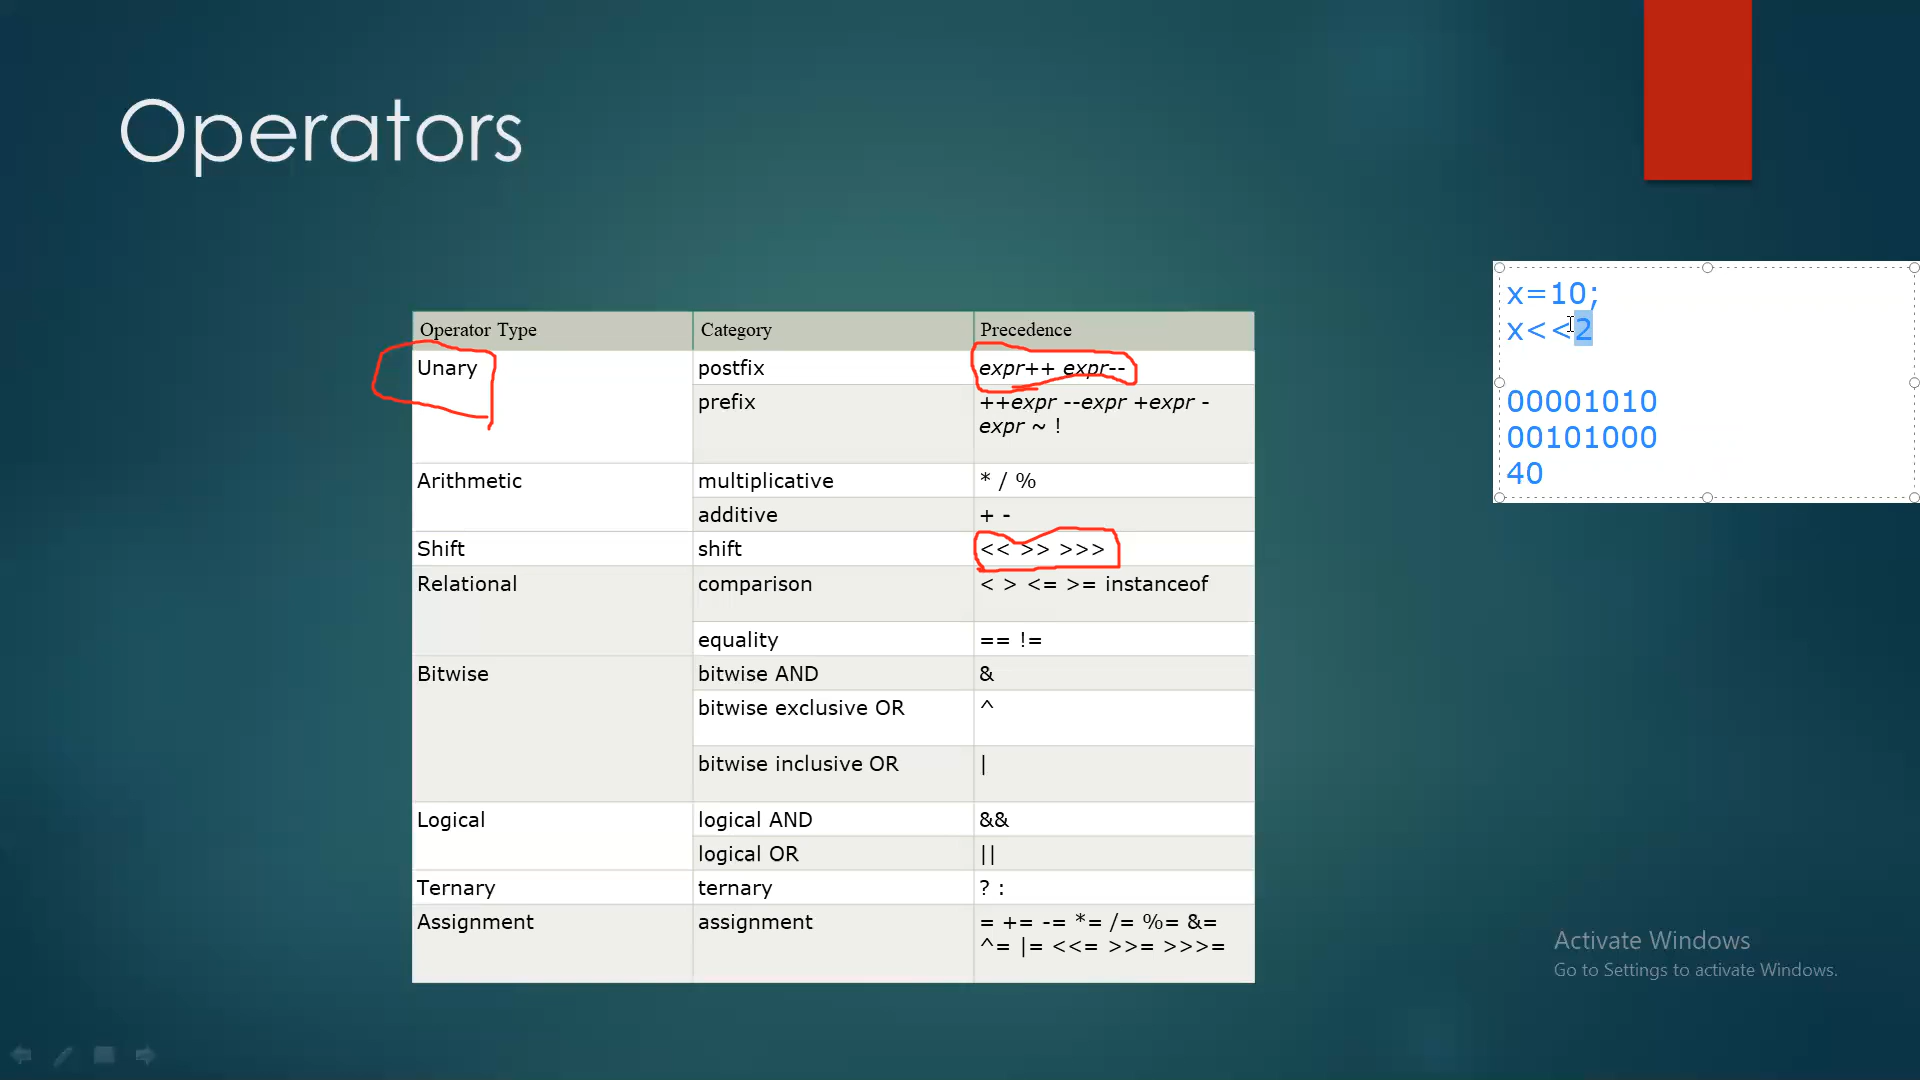 Operators
x=10;
x<<2
00001010
00101000
40
Operator Type Category Precedence
Unary postfix expr++ expr--
prefix ++expr --expr +expr -
expr ~ !
Arithmetic multiplicative * / %
additive + -
Shift shift << >> >>>
Relational comparison < > <= >= instanceof
equality == !=
Bitwise bitwise AND &
bitwise exclusive OR ^
bitwise inclusive OR |
Logical logical AND &&
logical OR ||
Ternary ternary ? :
Assignment assignment = += -= *= /= %= &=
^= |= <<= >>= >>>=
Activate Windows
Go to Settings to activate Windows.